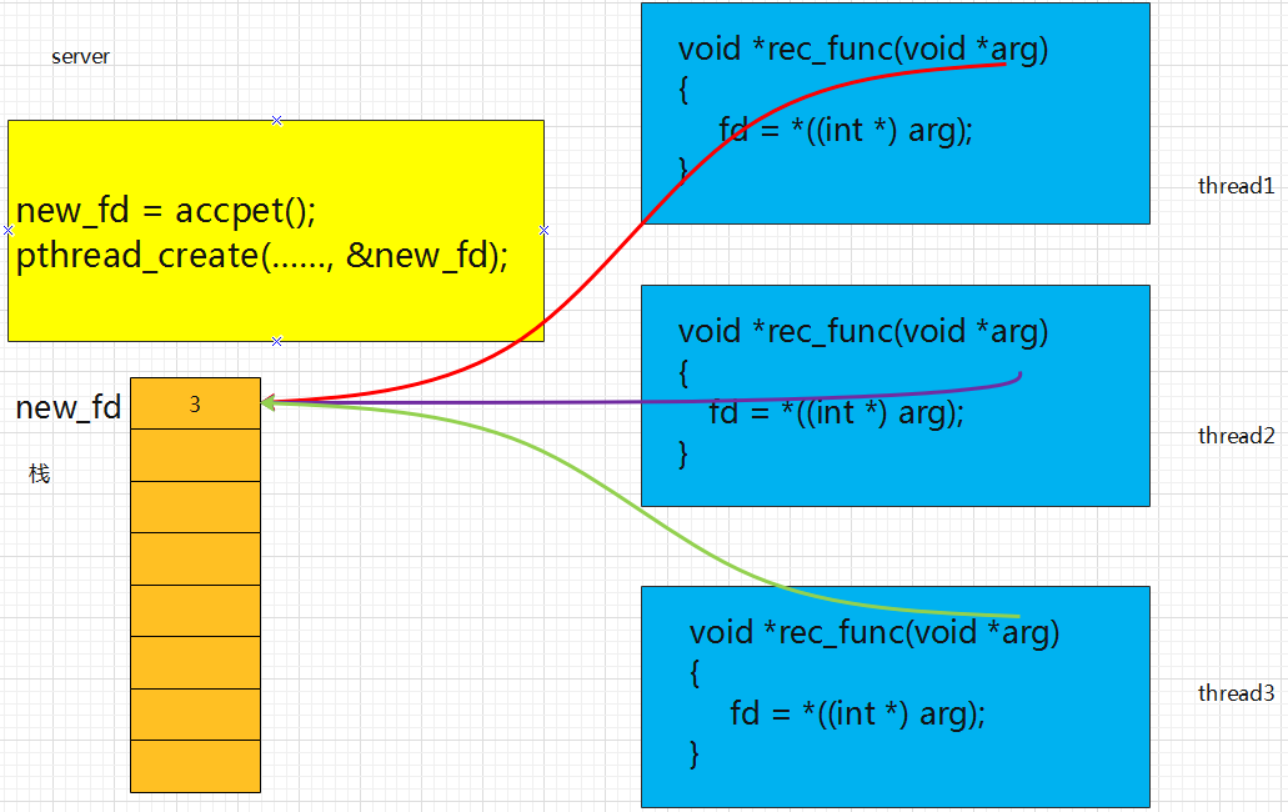 server
new_fd = accpet();
pthread_create(......, &new_fd);
new_fd
3
栈
void *rec_func(void *arg)
{
fd = *((int *) arg);
}
thread1
void *rec_func(void *arg)
{
fd = *((int *) arg);
}
thread2
void *rec_func(void *arg)
{
fd = *((int *) arg);
}
thread3